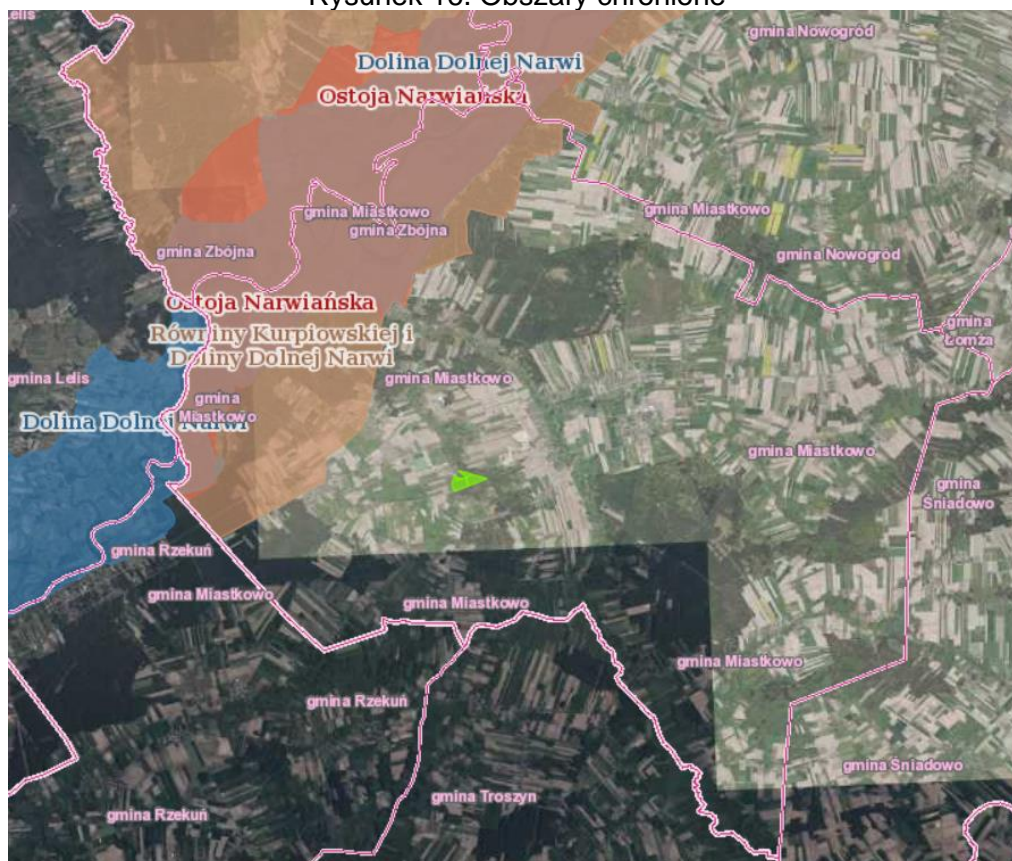 Rysunek 10. Obszary chronione
Lelis
gmina Nowogród
Dolina Dolnej Narwi
Ostoja Narwiańska
gmina Miastkowo
gmina Miastkowo
gmina Zbójna
gmina Zbójna
gmina Nowogród
Ostoja Narwiańska
gmina
Łomża
Równiny Kurpiowskiej i
Doliny Dolnej Narwi
gmina Lelis
gmina Miastkowo
gmina
Miastkowo
Dolina Dolnej Narwi
gmina Miastkowo
gmina
Śniadowo
gmina Rzekuń
gmina Miastkowo
gmina Miastkowo
gmina Miastkowo
gmina Rzekuń
gmina Śniadowo
gmina Troszyn
gmina Rzekuń